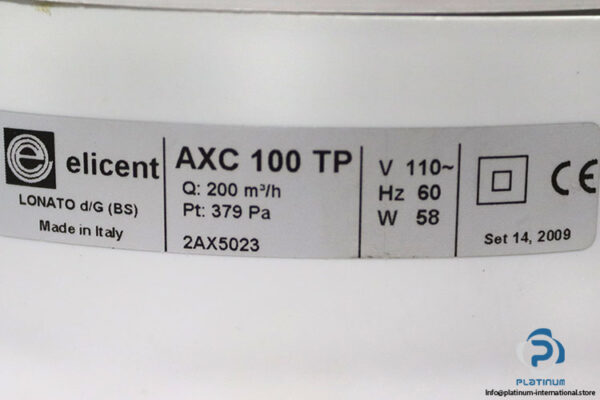 elicent
LONATO d/G (BS)
Made in Italy
AXC 100 TP
Q: 200 m³/h
Pt: 379 Pa
2AX5023
V 110~
Hz 60
W 58
CE
Set 14, 2009
PLATINUM
Info@platinum-international.store